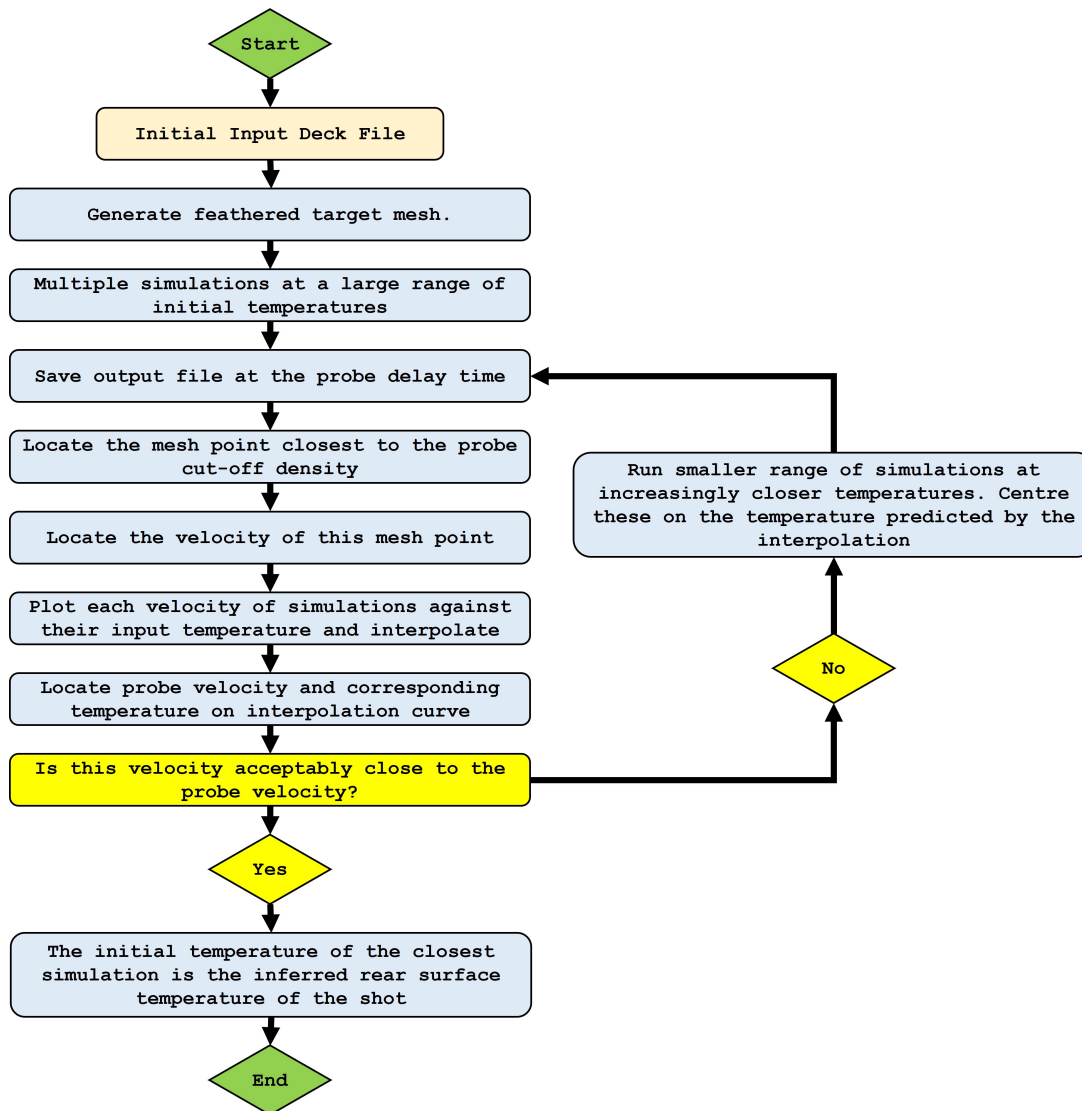 Start
Initial Input Deck File
Generate feathered target mesh.
Multiple simulations at a large range of
initial temperatures
Save output file at the probe delay time
Locate the mesh point closest to the probe
cut-off density
Locate the velocity of this mesh point
Plot each velocity of simulations against
their input temperature and interpolate
Locate probe velocity and corresponding
temperature on interpolation curve
Is this velocity acceptably close to the
probe velocity?
Yes
The initial temperature of the closest
simulation is the inferred rear surface
temperature of the shot
End
No
Run smaller range of simulations at
increasingly closer temperatures. Centre
these on the temperature predicted by the
interpolation